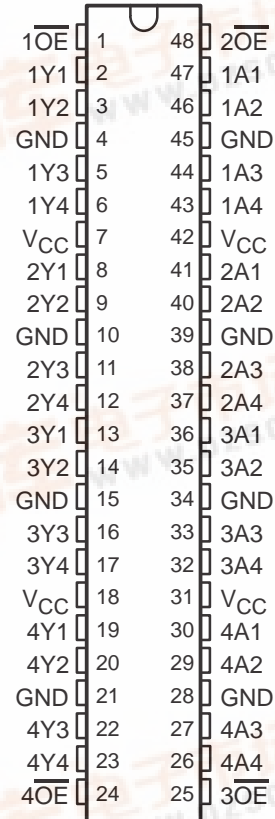 1O̅E̅ 1 48 2O̅E̅
1Y1 2 47 1A1
1Y2 3 46 1A2
GND 4 45 GND
1Y3 5 44 1A3
1Y4 6 43 1A4
VCC 7 42 VCC
2Y1 8 41 2A1
2Y2 9 40 2A2
GND 10 39 GND
2Y3 11 38 2A3
2Y4 12 37 2A4
3Y1 13 36 3A1
3Y2 14 35 3A2
GND 15 34 GND
3Y3 16 33 3A3
3Y4 17 32 3A4
VCC 18 31 VCC
4Y1 19 30 4A1
4Y2 20 29 4A2
GND 21 28 GND
4Y3 22 27 4A3
4Y4 23 26 4A4
4O̅E̅ 24 25 3O̅E̅